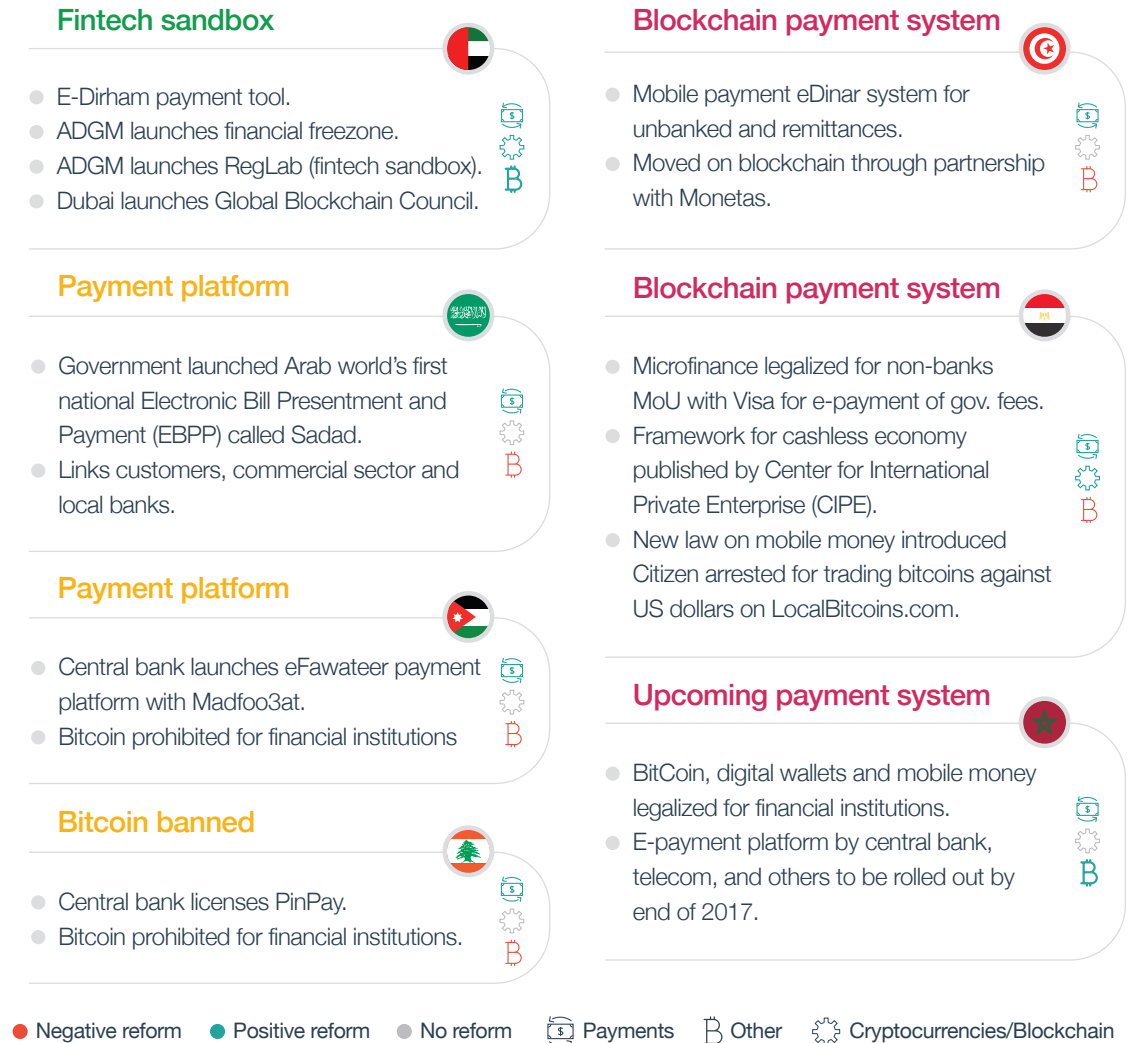 Fintech sandbox
E-Dirham payment tool.
ADGM launches financial freezone.
ADGM launches RegLab (fintech sandbox).
Dubai launches Global Blockchain Council.
Payment platform
Government launched Arab world’s first
national Electronic Bill Presentment and
Payment (EBPP) called Sadad.
Links customers, commercial sector and
local banks.
Payment platform
Central bank launches eFawateer payment
platform with Madfoo3at.
Bitcoin prohibited for financial institutions
Bitcoin banned
Central bank licenses PinPay.
Bitcoin prohibited for financial institutions.
Blockchain payment system
Mobile payment eDinar system for
unbanked and remittances.
Moved on blockchain through partnership
with Monetas.
Blockchain payment system
Microfinance legalized for non-banks
MoU with Visa for e-payment of gov. fees.
Framework for cashless economy
published by Center for International
Private Enterprise (CIPE).
New law on mobile money introduced
Citizen arrested for trading bitcoins against
US dollars on LocalBitcoins.com.
Upcoming payment system
BitCoin, digital wallets and mobile money
legalized for financial institutions.
E-payment platform by central bank,
telecom, and others to be rolled out by
end of 2017.
Negative reform Positive reform No reform Payments Other Cryptocurrencies/Blockchain